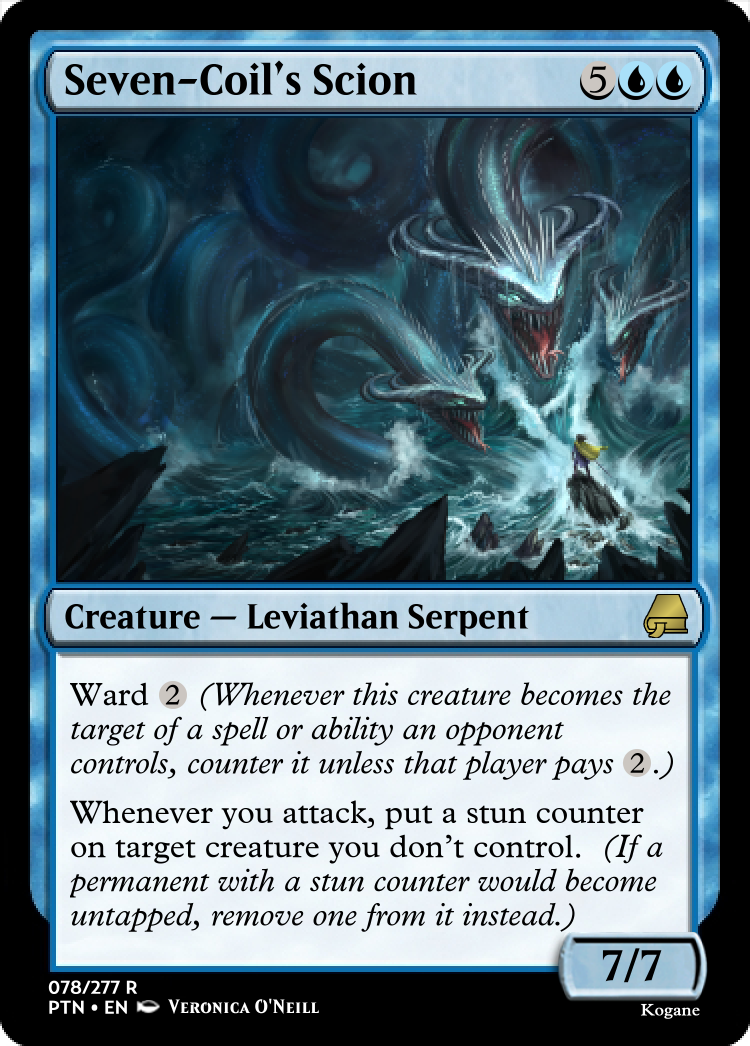 Seven-Coil's Scion 5
Creature — Leviathan Serpent
Ward 2 (Whenever this creature becomes the
target of a spell or ability an opponent
controls, counter it unless that player pays 2.)
Whenever you attack, put a stun counter
on target creature you don't control. (If a
permanent with a stun counter would become
untapped, remove one from it instead.)
7/7
078/277 R
PTN • EN Veronica O'Neill
Kogane